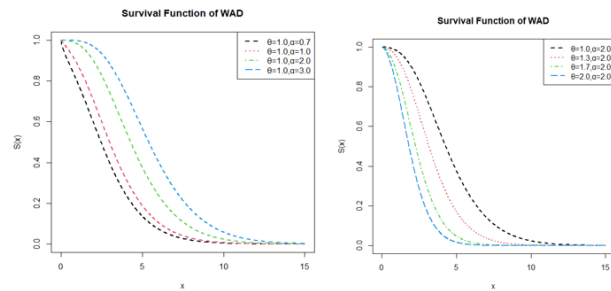 Survival Function of WAD
θ=1.0,α=0.7
θ=1.0,α=1.0
θ=1.0,α=2.0
θ=1.0,α=3.0
S(x)
1.0
0.8
0.6
0.4
0.2
0.0
0 5 10 15
x
Survival Function of WAD
θ=1.0,α=2.0
θ=1.3,α=2.0
θ=1.7,α=2.0
θ=2.0,α=2.0
S(x)
1.0
0.8
0.6
0.4
0.2
0.0
0 5 10 15
x